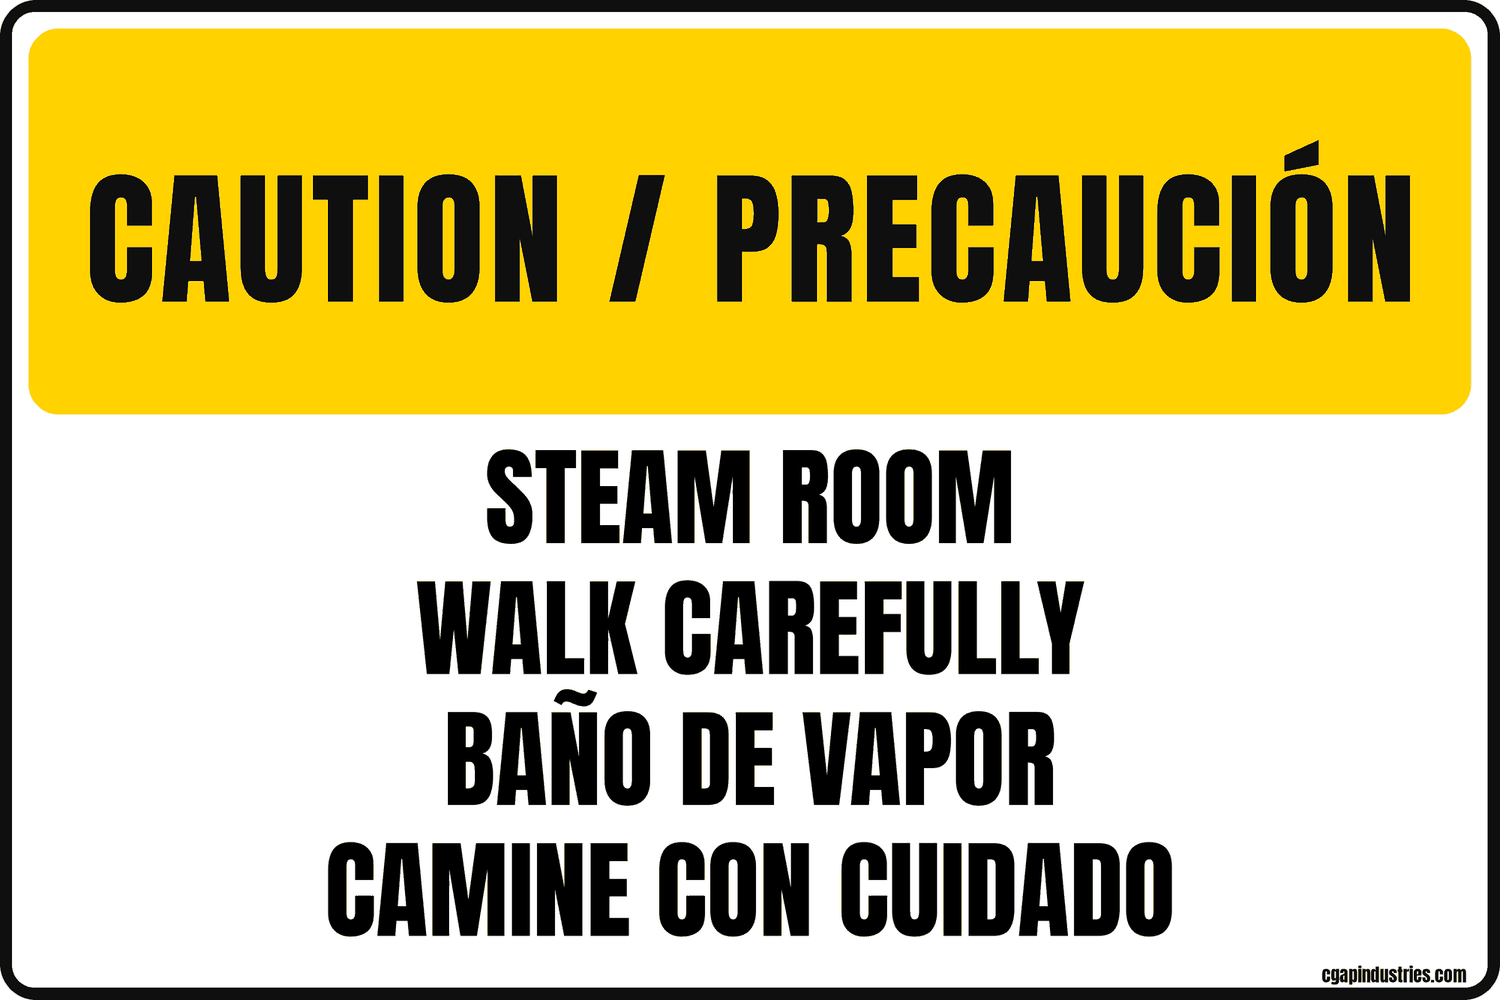 CAUTION / PRECAUCIÓN
STEAM ROOM
WALK CAREFULLY
BAÑO DE VAPOR
CAMINE CON CUIDADO
cgapindustries.com